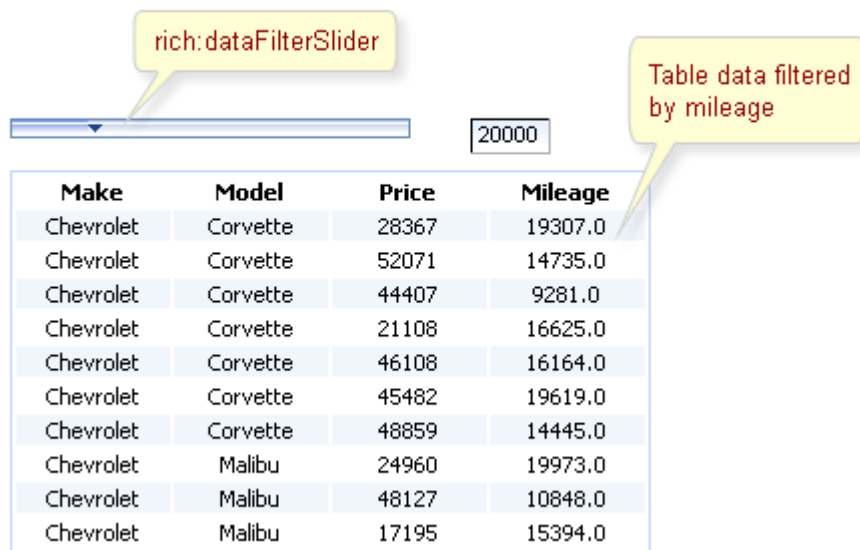 rich:dataFilterSlider
Table data filtered
by mileage
20000
Make Model Price Mileage
Chevrolet Corvette 28367 19307.0
Chevrolet Corvette 52071 14735.0
Chevrolet Corvette 44407 9281.0
Chevrolet Corvette 21108 16625.0
Chevrolet Corvette 46108 16164.0
Chevrolet Corvette 45482 19619.0
Chevrolet Corvette 48859 14445.0
Chevrolet Malibu 24960 19973.0
Chevrolet Malibu 48127 10848.0
Chevrolet Malibu 17195 15394.0